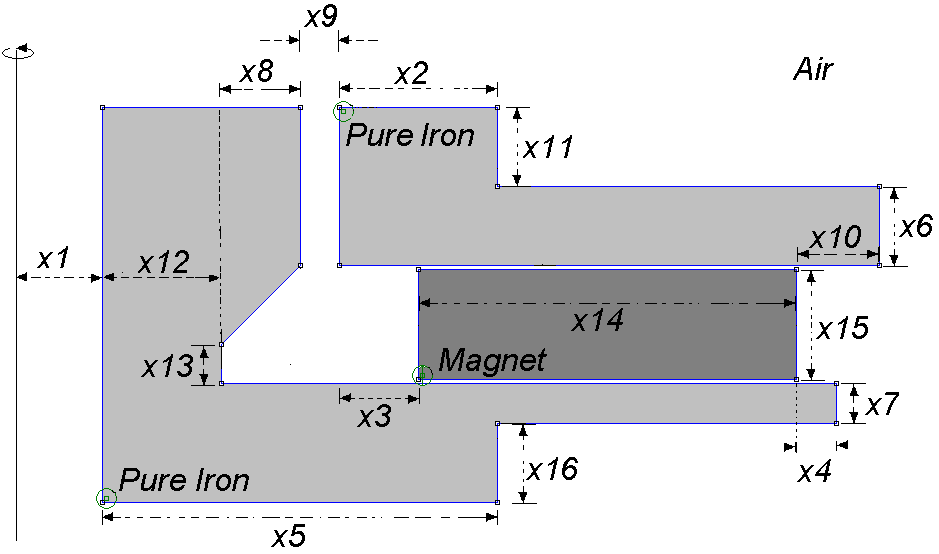 x9
x8
x2
Air
Pure Iron
x11
x6
x10
x1
x12
x14
x15
x13
Magnet
x3
x7
x16
x4
Pure Iron
x5